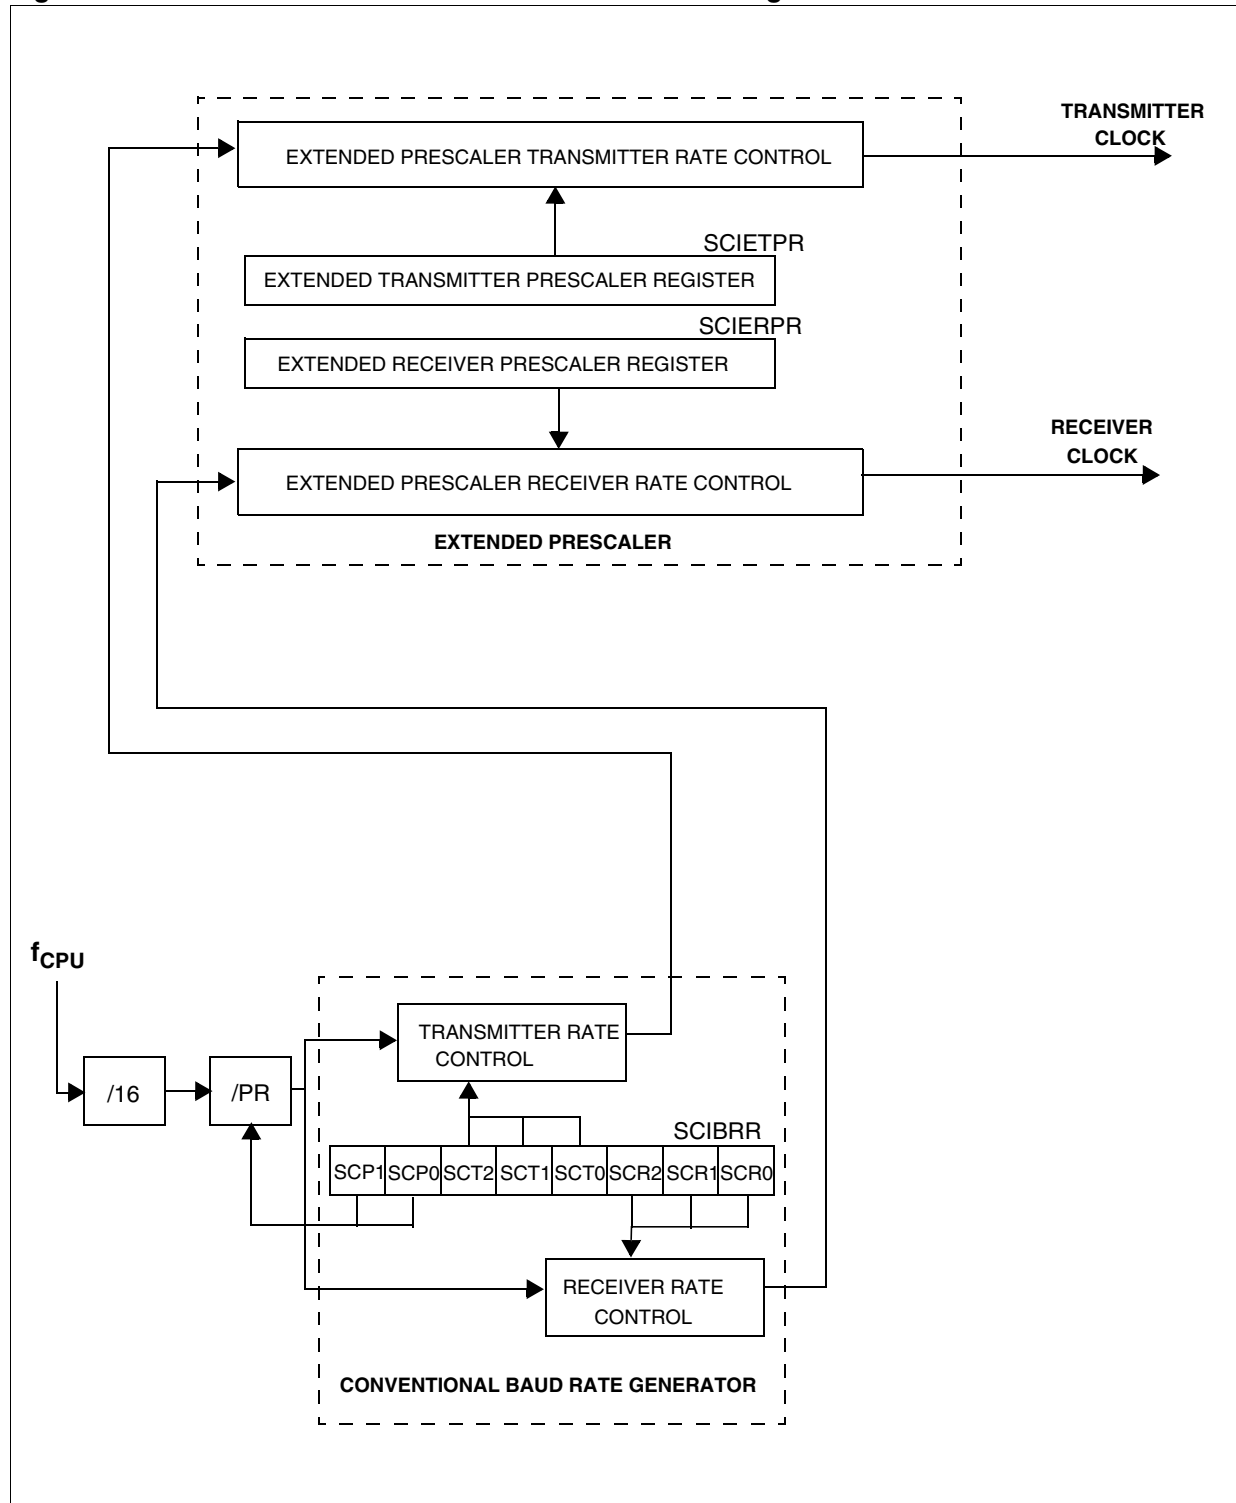 TRANSMITTER
CLOCK
EXTENDED PRESCALER TRANSMITTER RATE CONTROL
SCIETPR
EXTENDED TRANSMITTER PRESCALER REGISTER
SCIERPR
EXTENDED RECEIVER PRESCALER REGISTER
RECEIVER
CLOCK
EXTENDED PRESCALER RECEIVER RATE CONTROL
EXTENDED PRESCALER
fCPU
TRANSMITTER RATE
CONTROL
/16
/PR
SCIBRR
SCP1 SCP0 SCT2 SCT1 SCT0 SCR2 SCR1 SCR0
RECEIVER RATE
CONTROL
CONVENTIONAL BAUD RATE GENERATOR